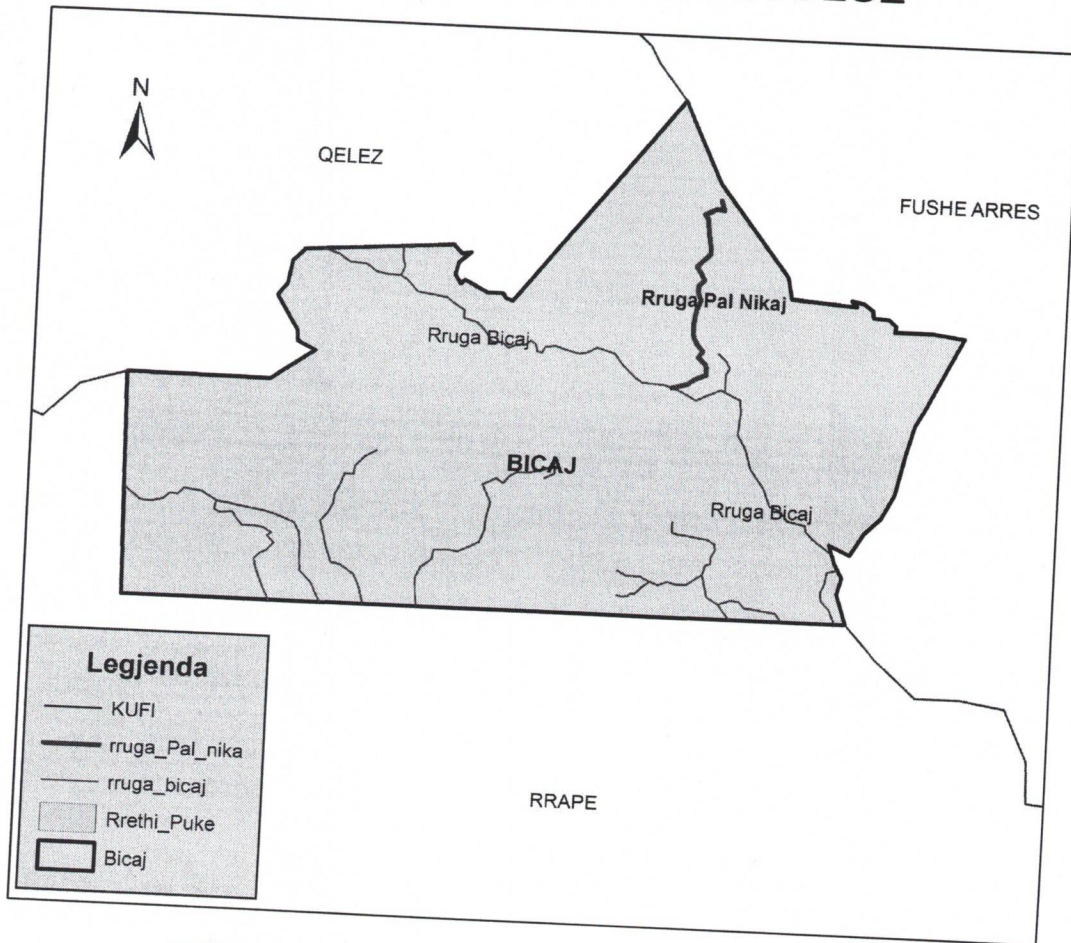 N
QELEZ
FUSHE ARRES
Rruga Pal Nikaj
Rruga Bicaj
BICAJ
Rruga Bicaj
Legjenda
KUFI
rruga_Pal_nika
rruga_bicaj
Rrethi_Puke
Bicaj
RRAPE